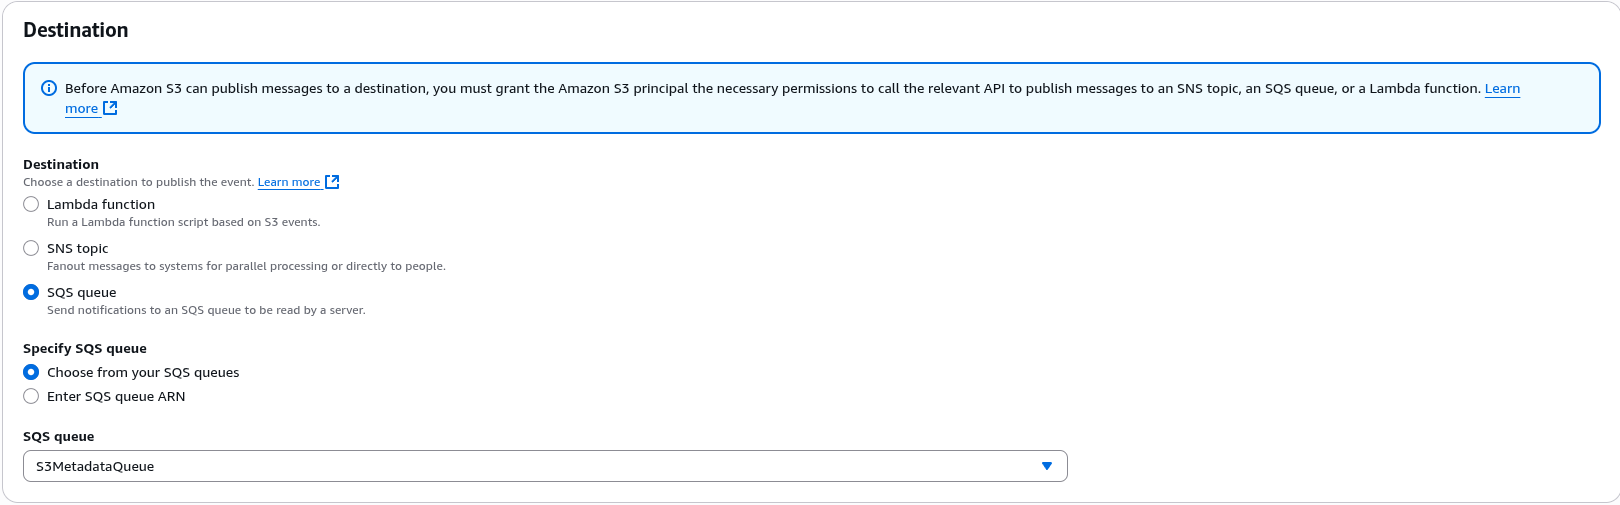 Destination
Before Amazon S3 can publish messages to a destination, you must grant the Amazon S3 principal the necessary permissions to call the relevant API to publish messages to an SNS topic, an SQS queue, or a Lambda function. Learn
more
Destination
Choose a destination to publish the event. Learn more
Lambda function
Run a Lambda function script based on S3 events.
SNS topic
Fanout messages to systems for parallel processing or directly to people.
SQS queue
Send notifications to an SQS queue to be read by a server.
Specify SQS queue
Choose from your SQS queues
Enter SQS queue ARN
SQS queue
S3MetadataQueue